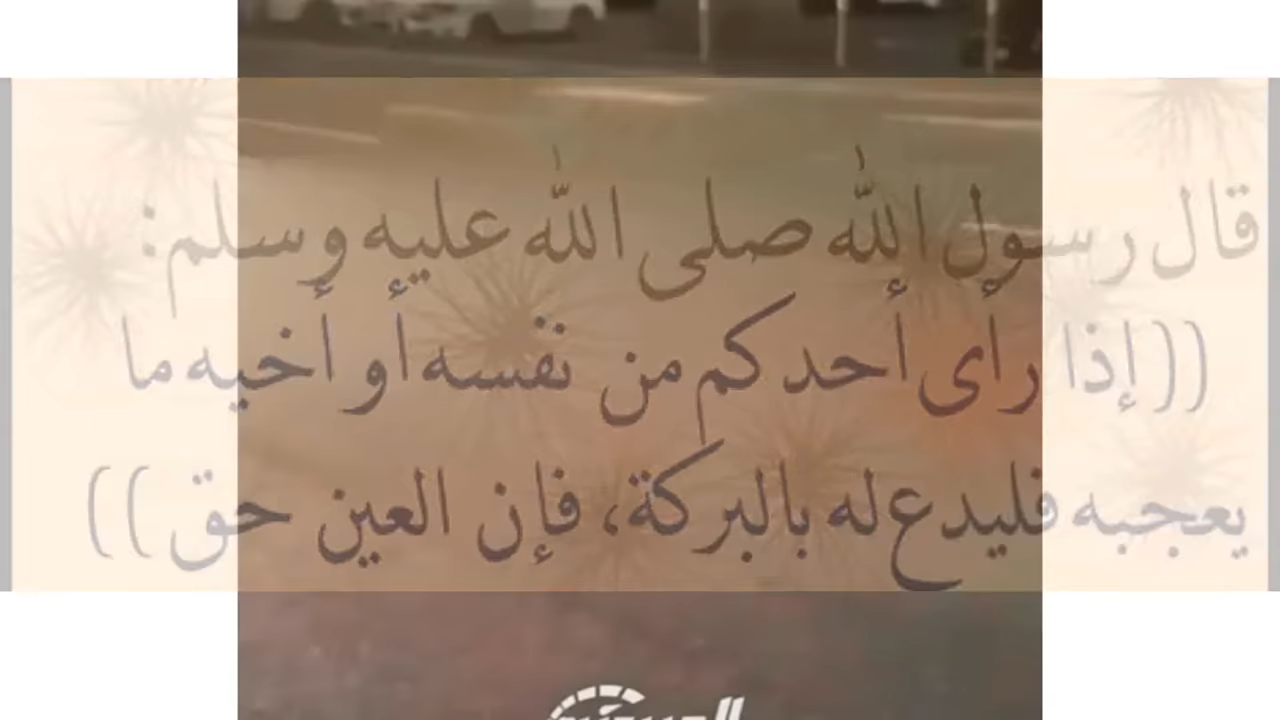 قال رسول الله صلى الله عليه وسلم:
((إذا رأى أحدكم من نفسه أو أخيه ما
يعجبه فليدع له بالبركة، فإن العين حق))